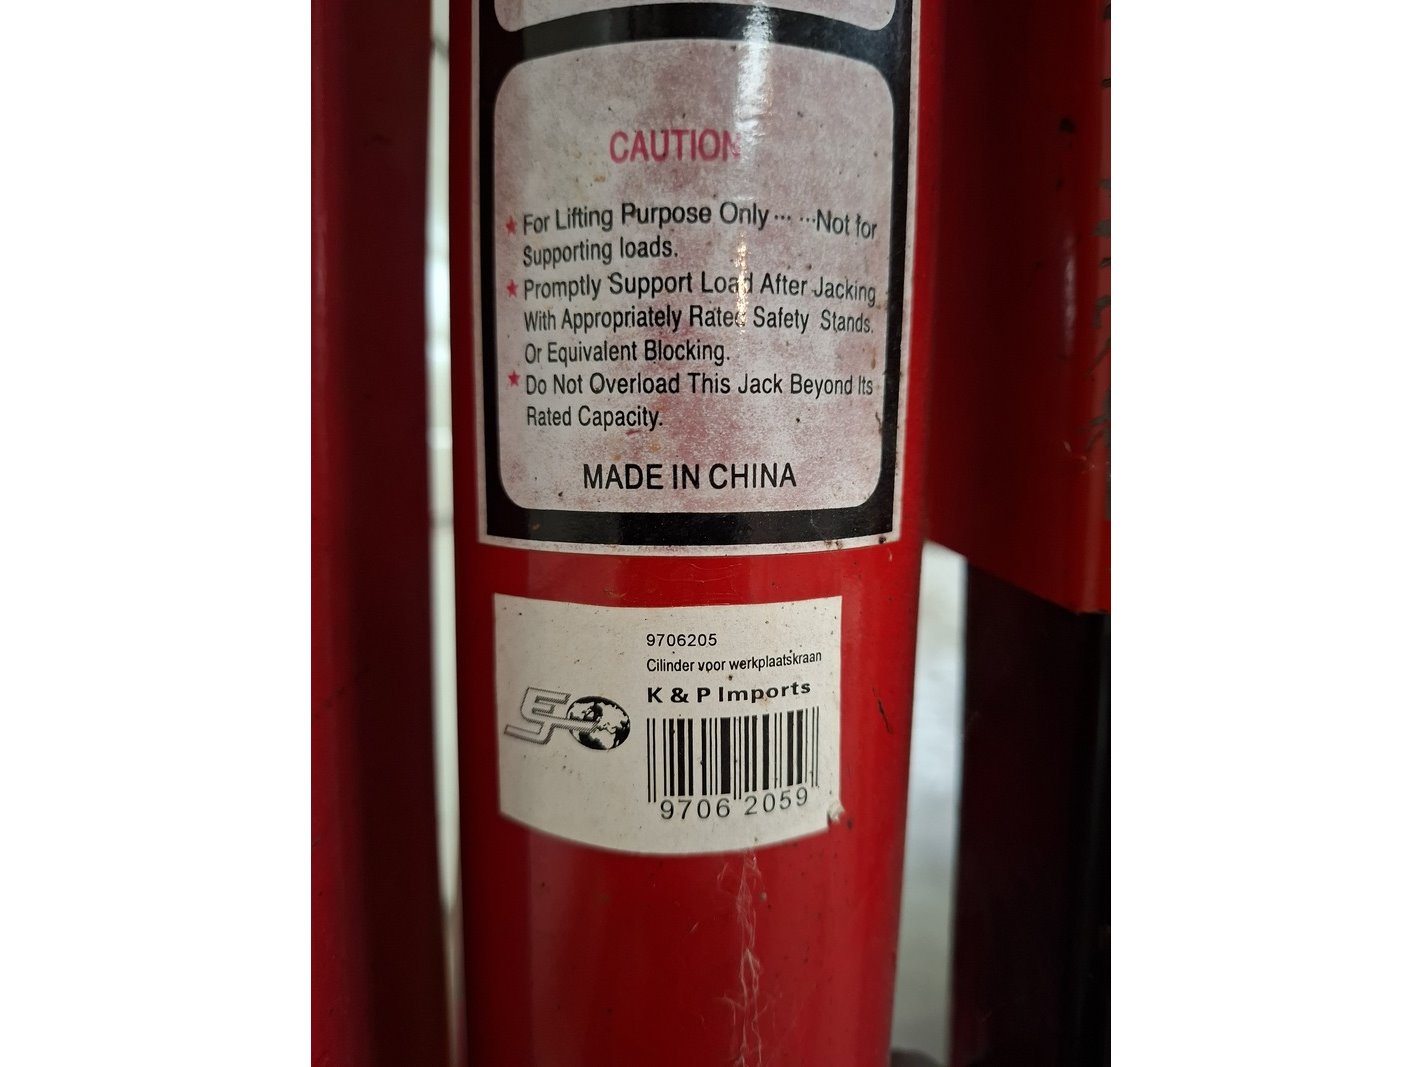 CAUTION
★ For Lifting Purpose Only··· ···Not for
Supporting loads.
★ Promptly Support Load After Jacking
With Appropriately Rated Safety Stands.
Or Equivalent Blocking.
★ Do Not Overload This Jack Beyond Its
Rated Capacity.
MADE IN CHINA
9706205
Cilinder voor werkplaatskraan
K & P Imports
9706 2059